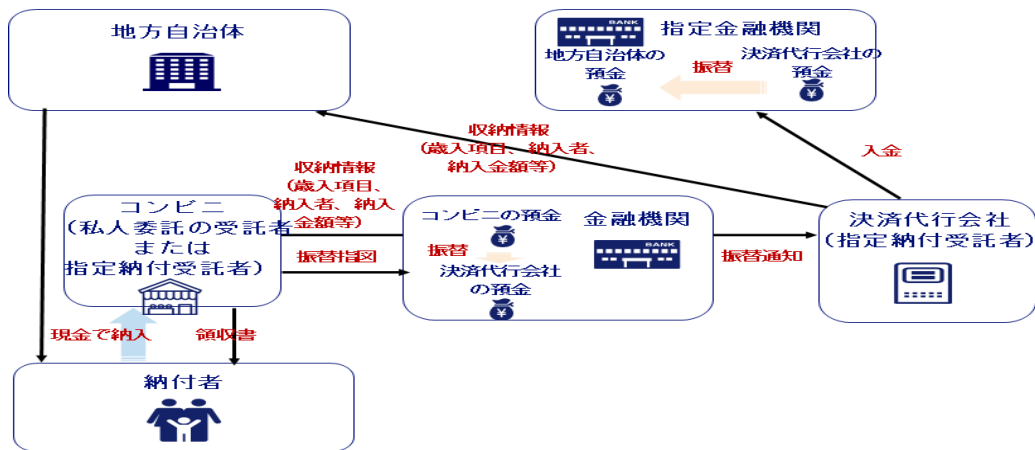 地方自治体
BANK
指定金融機関
地方自治体の
預金
振替
決済代行会社の
預金
収納情報
(歳入項目、納入者、
納入金額等)
入金
収納情報
(歳入項目、
納入者、納入
金額等)
コンビニ
(私人委託の受託者
または
指定納付受託者)
振替指図
コンビニの預金
振替
決済代行会社
の預金
金融機関
BANK
振替通知
決済代行会社
(指定納付受託者)
現金で納入
領収書
納付者